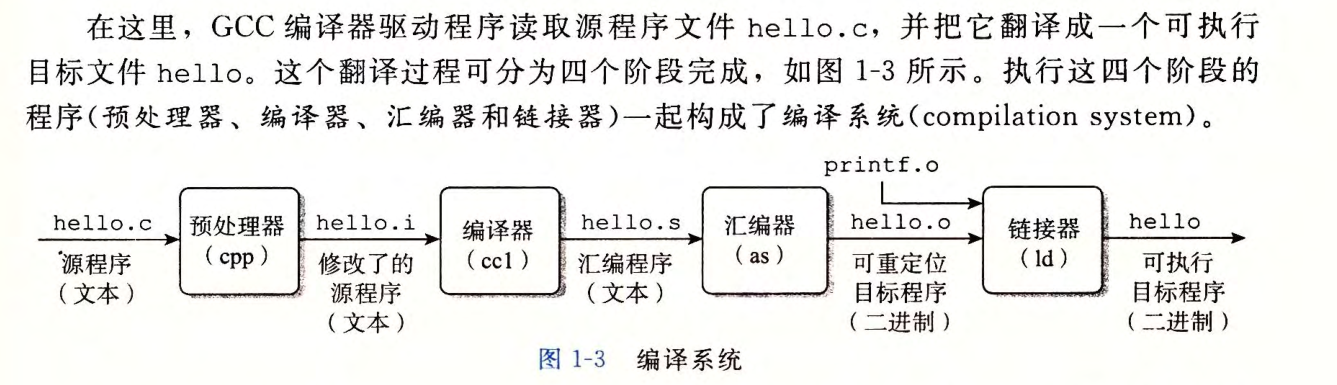 在这里，GCC 编译器驱动程序读取源程序文件 hello.c，并把它翻译成一个可执行
目标文件 hello。这个翻译过程可分为四个阶段完成，如图 1-3 所示。执行这四个阶段的
程序(预处理器、编译器、汇编器和链接器)一起构成了编译系统(compilation system)。
printf.o
hello.c
预处理器
（cpp）
hello.i
编译器
（cc1）
hello.s
汇编器
（as）
hello.o
链接器
（ld）
hello
源程序
（文本）
修改了的
源程序
（文本）
汇编程序
（文本）
可重定位
目标程序
（二进制）
可执行
目标程序
（二进制）
图 1-3 编译系统